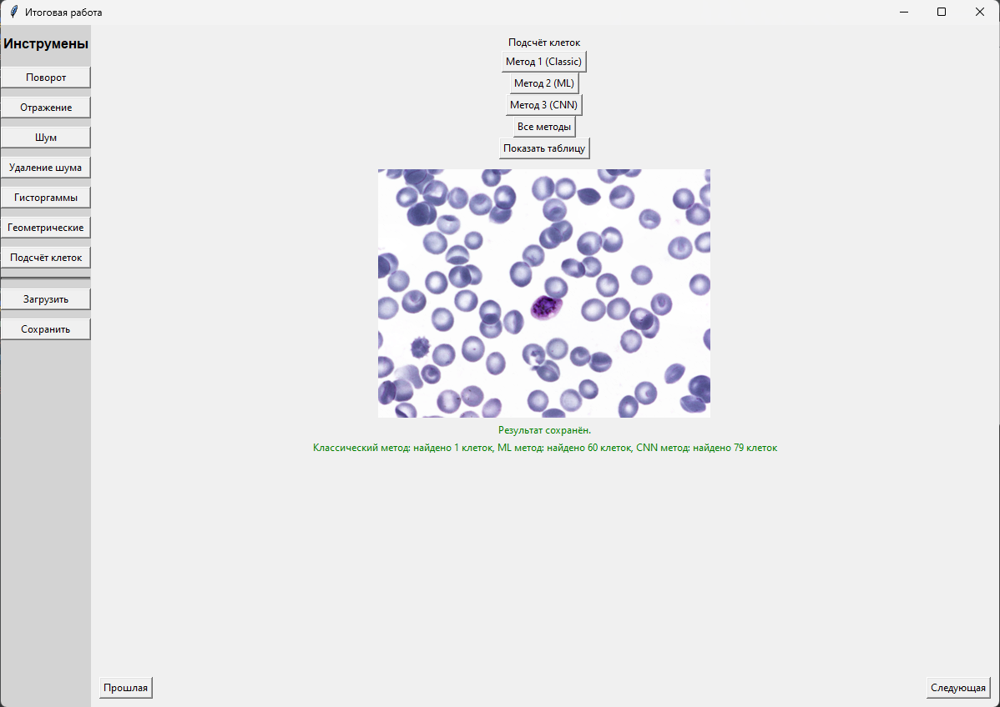 Итоговая работа
Инструмены
Поворот
Отражение
Шум
Удаление шума
Гисторгаммы
Геометрические
Подсчёт клеток
Загрузить
Сохранить
Подсчёт клеток
Метод 1 (Classic)
Метод 2 (ML)
Метод 3 (CNN)
Все методы
Показать таблицу
Результат сохранён.
Классический метод: найдено 1 клеток, ML метод: найдено 60 клеток, CNN метод: найдено 79 клеток
Прошлая
Следующая